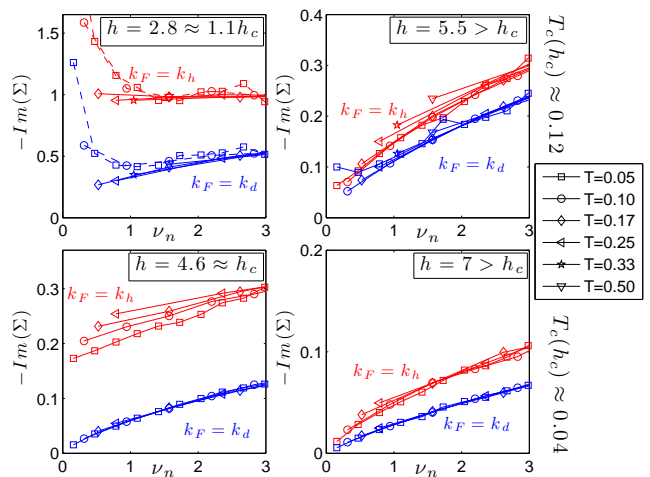 h = 2.8 ≈ 1.1h_c
h = 5.5 > h_c
1.5
1
0.5
0
−Im(Σ)
k_F = k_h
k_F = k_d
0 1 2 3
ν_n
0.4
0.3
0.2
0.1
0
−Im(Σ)
k_F = k_h
k_F = k_d
0 1 2 3
ν_n
T_c(h_c) ≈ 0.12
T=0.05
T=0.10
T=0.17
T=0.25
T=0.33
T=0.50
h = 4.6 ≈ h_c
h = 7 > h_c
0.3
0.2
0.1
0
−Im(Σ)
k_F = k_h
k_F = k_d
0 1 2 3
ν_n
0.2
0.1
0
−Im(Σ)
k_F = k_h
k_F = k_d
0 1 2 3
ν_n
T_c(h_c) ≈ 0.04